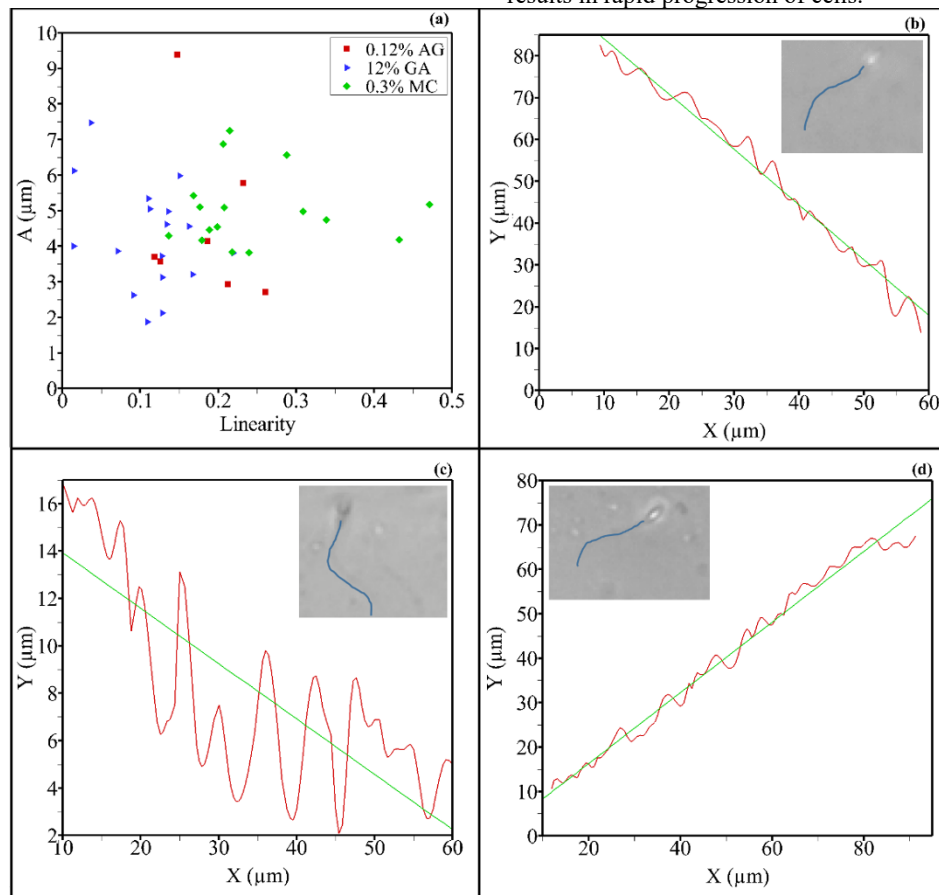 results in rapid progression of cells.
(a)
10
9
8
7
6
5
4
3
2
1
0
A (µm)
0.12% AG
12% GA
0.3% MC
0 0.1 0.2 0.3 0.4 0.5
Linearity
(b)
80
70
60
50
40
30
20
10
0
Y (µm)
0 10 20 30 40 50 60
X (µm)
(c)
16
14
12
10
8
6
4
2
Y (µm)
10 20 30 40 50 60
X (µm)
(d)
80
70
60
50
40
30
20
10
0
Y (µm)
20 40 60 80
X (µm)